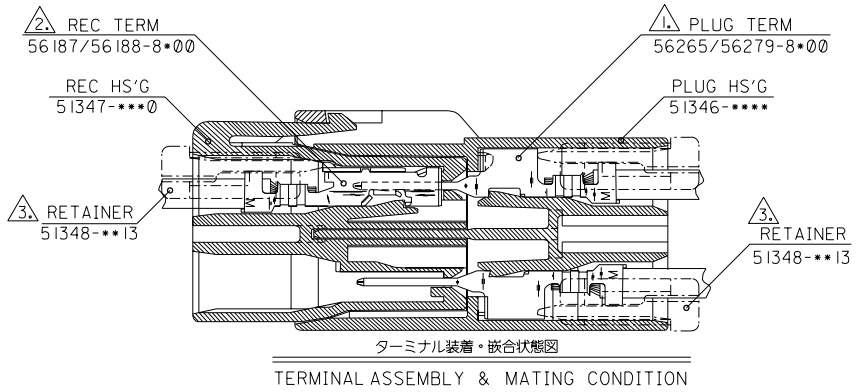 2. REC TERM
56187/56188-8*00
1. PLUG TERM
56265/56279-8*00
REC HS'G
51347-***0
PLUG HS'G
51346-****
3. RETAINER
51348-**13
3.
RETAINER
51348-**13
M
M
M
ターミナル装着・嵌合状態図
TERMINAL ASSEMBLY & MATING CONDITION